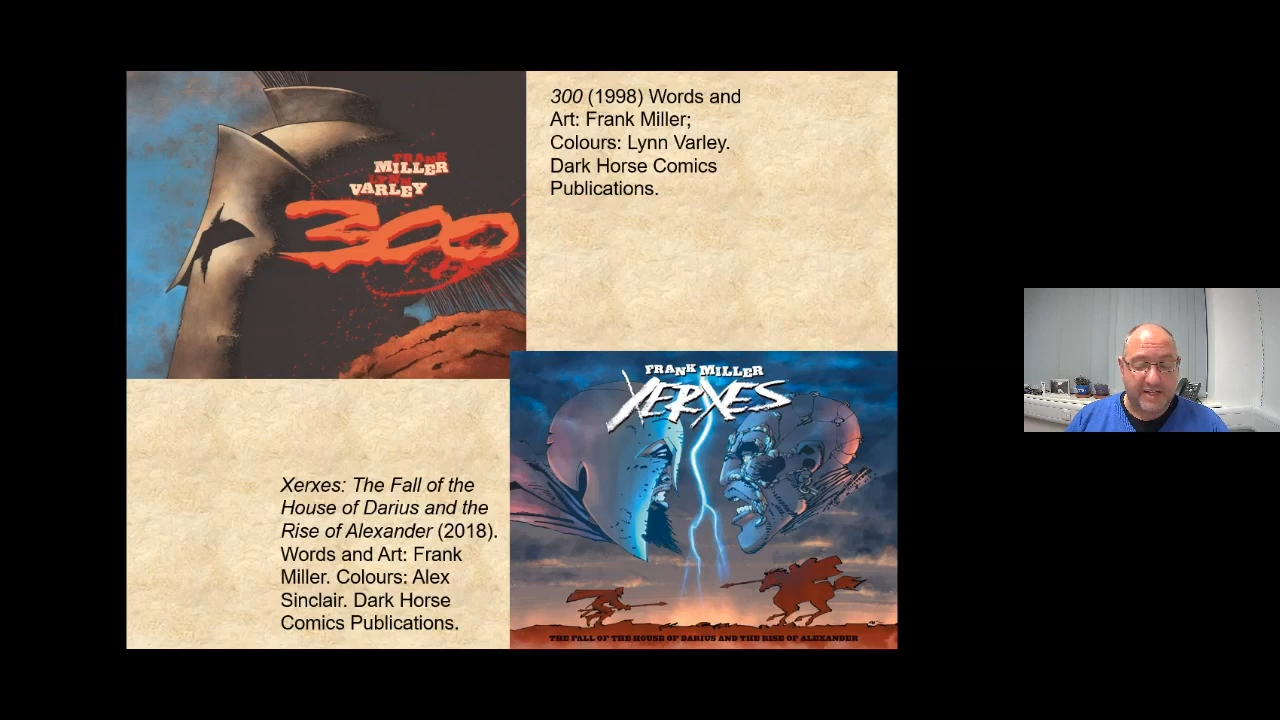 FRANK
MILLER
LYNN
VARLEY
300
300 (1998) Words and
Art: Frank Miller;
Colours: Lynn Varley.
Dark Horse Comics
Publications.
FRANK MILLER
XERXES
THE FALL OF THE HOUSE OF DARIUS AND THE RISE OF ALEXANDER
Xerxes: The Fall of the
House of Darius and the
Rise of Alexander (2018).
Words and Art: Frank
Miller. Colours: Alex
Sinclair. Dark Horse
Comics Publications.